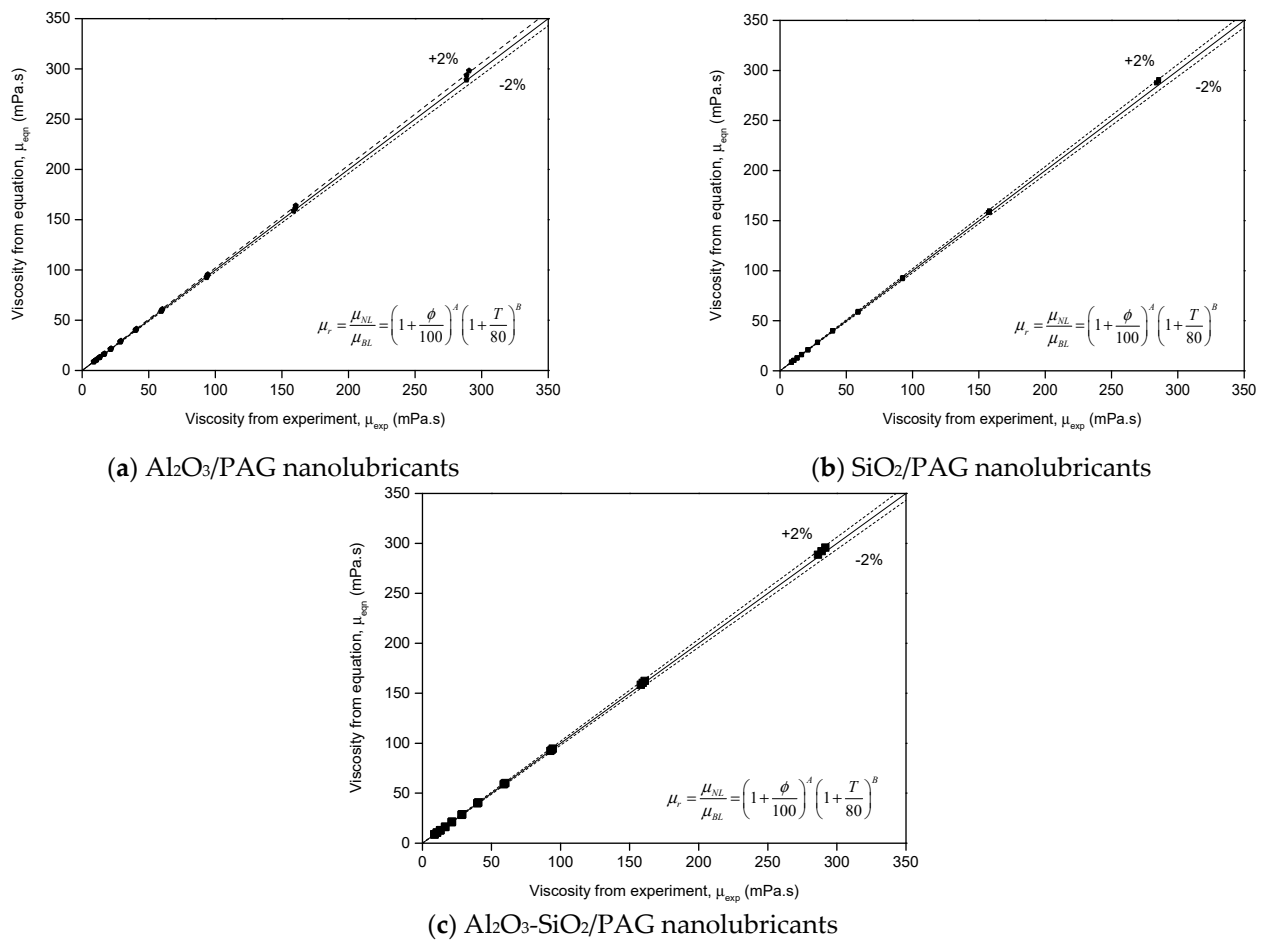 350
300
250
200
150
100
50
0
0 50 100 150 200 250 300 350
Viscosity from equation, μeqn (mPa.s)
Viscosity from experiment, μexp (mPa.s)
+2%
-2%
μr = μNL/μBL = (1 + ϕ/100)^A (1 + T/80)^B
(a) Al2O3/PAG nanolubricants
350
300
250
200
150
100
50
0
0 50 100 150 200 250 300 350
Viscosity from equation, μeqn (mPa.s)
Viscosity from experiment, μexp (mPa.s)
+2%
-2%
μr = μNL/μBL = (1 + ϕ/100)^A (1 + T/80)^B
(b) SiO2/PAG nanolubricants
350
300
250
200
150
100
50
0
0 50 100 150 200 250 300 350
Viscosity from equation, μeqn (mPa.s)
Viscosity from experiment, μexp (mPa.s)
+2%
-2%
μr = μNL/μBL = (1 + ϕ/100)^A (1 + T/80)^B
(c) Al2O3-SiO2/PAG nanolubricants